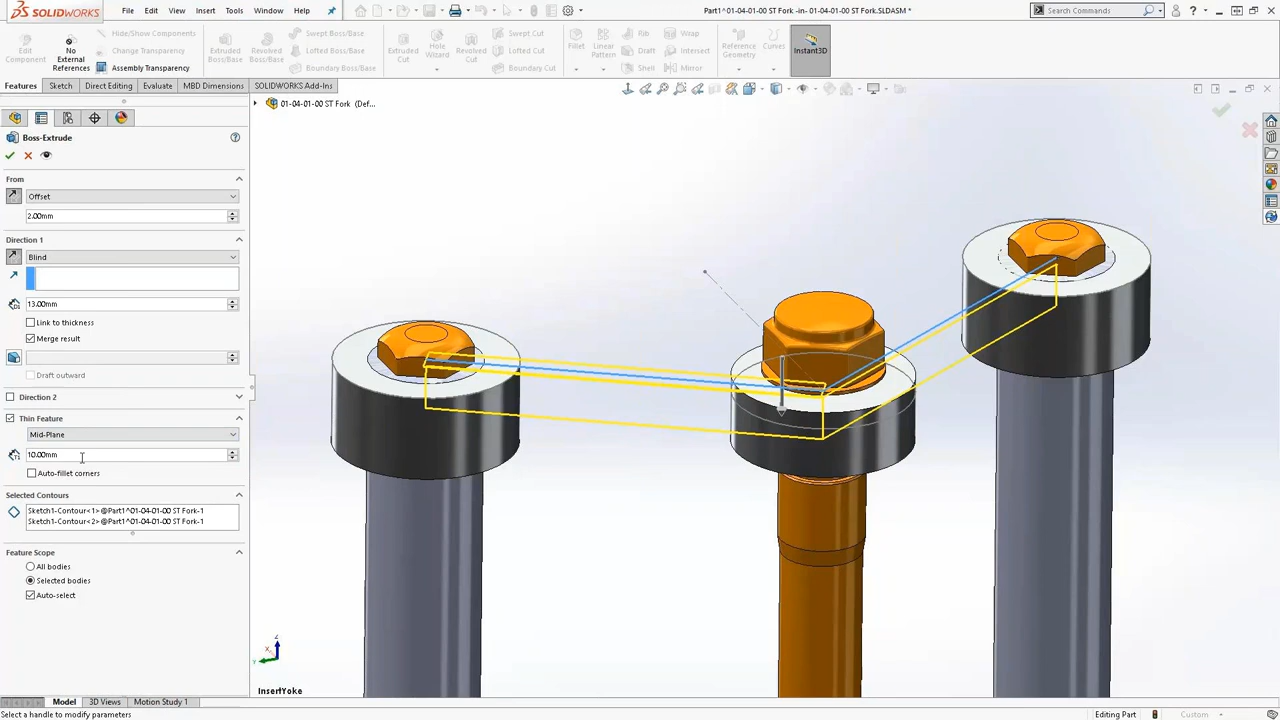 SOLIDWORKS
File
Edit
View
Insert
Tools
Window
Help
Part1^01-04-01-00 ST Fork -in- 01-04-01-00 ST Fork.SLDASM *
Search Commands
Edit Component
No External References
Hide/Show Components
Change Transparency
Assembly Transparency
Extruded Boss/Base
Revolved Boss/Base
Swept Boss/Base
Lofted Boss/Base
Boundary Boss/Base
Extruded Cut
Hole Wizard
Revolved Cut
Swept Cut
Lofted Cut
Boundary Cut
Fillet
Linear Pattern
Rib
Draft
Shell
Wrap
Intersect
Mirror
Reference Geometry
Curves
Instant3D
Features
Sketch
Direct Editing
Evaluate
MBD Dimensions
SOLIDWORKS Add-Ins
01-04-01-00 ST Fork (Def...
Boss-Extrude
From
Offset
2.00mm
Direction 1
Blind
13.00mm
Link to thickness
Merge result
Draft outward
Direction 2
Thin Feature
Mid-Plane
10.00mm
Auto-fillet corners
Selected Contours
Sketch1-Contour<1> @Part1^01-04-01-00 ST Fork-1
Sketch1-Contour<2> @Part1^01-04-01-00 ST Fork-1
Feature Scope
All bodies
Selected bodies
Auto-select
InsertYoke
Model
3D Views
Motion Study 1
Select a handle to modify parameters
Editing Part
Custom